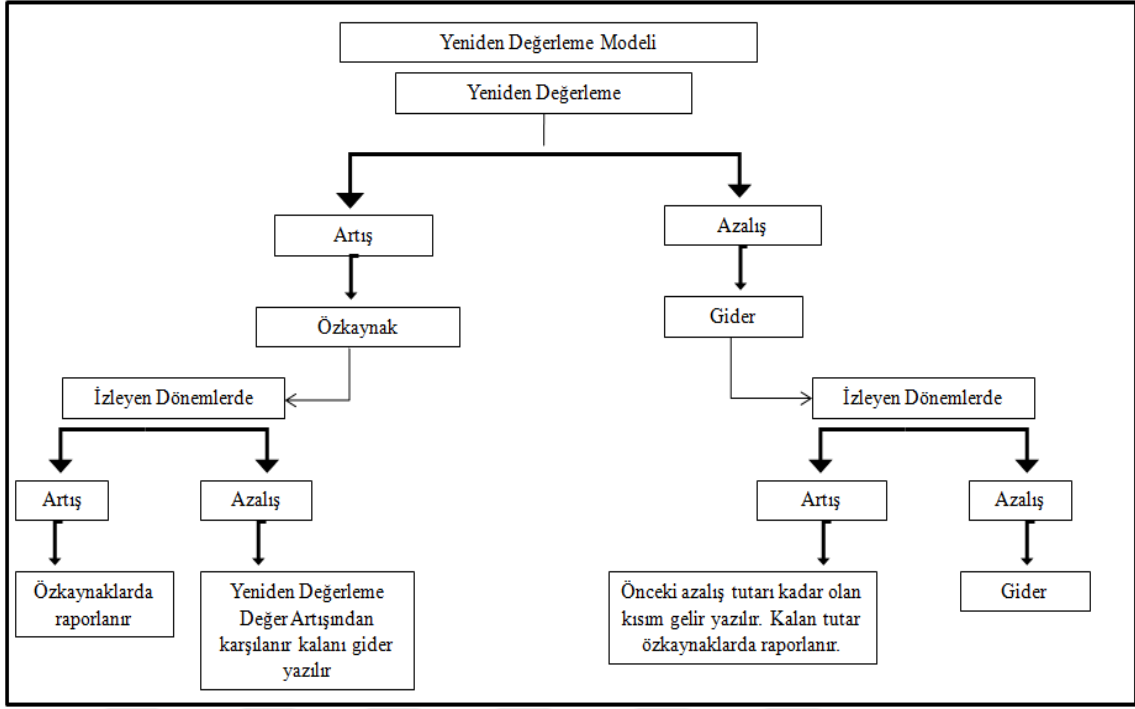 Yeniden Değerleme Modeli
Yeniden Değerleme
Artış
Azalış
Özkaynak
Gider
İzleyen Dönemlerde
İzleyen Dönemlerde
Artış
Azalış
Artış
Azalış
Özkaynaklarda
raporlanır
Yeniden Değerleme
Değer Artışından
karşılanır kalanı gider
yazılır
Önceki azalış tutarı kadar olan
kısım gelir yazılır. Kalan tutar
özkaynaklarda raporlanır.
Gider